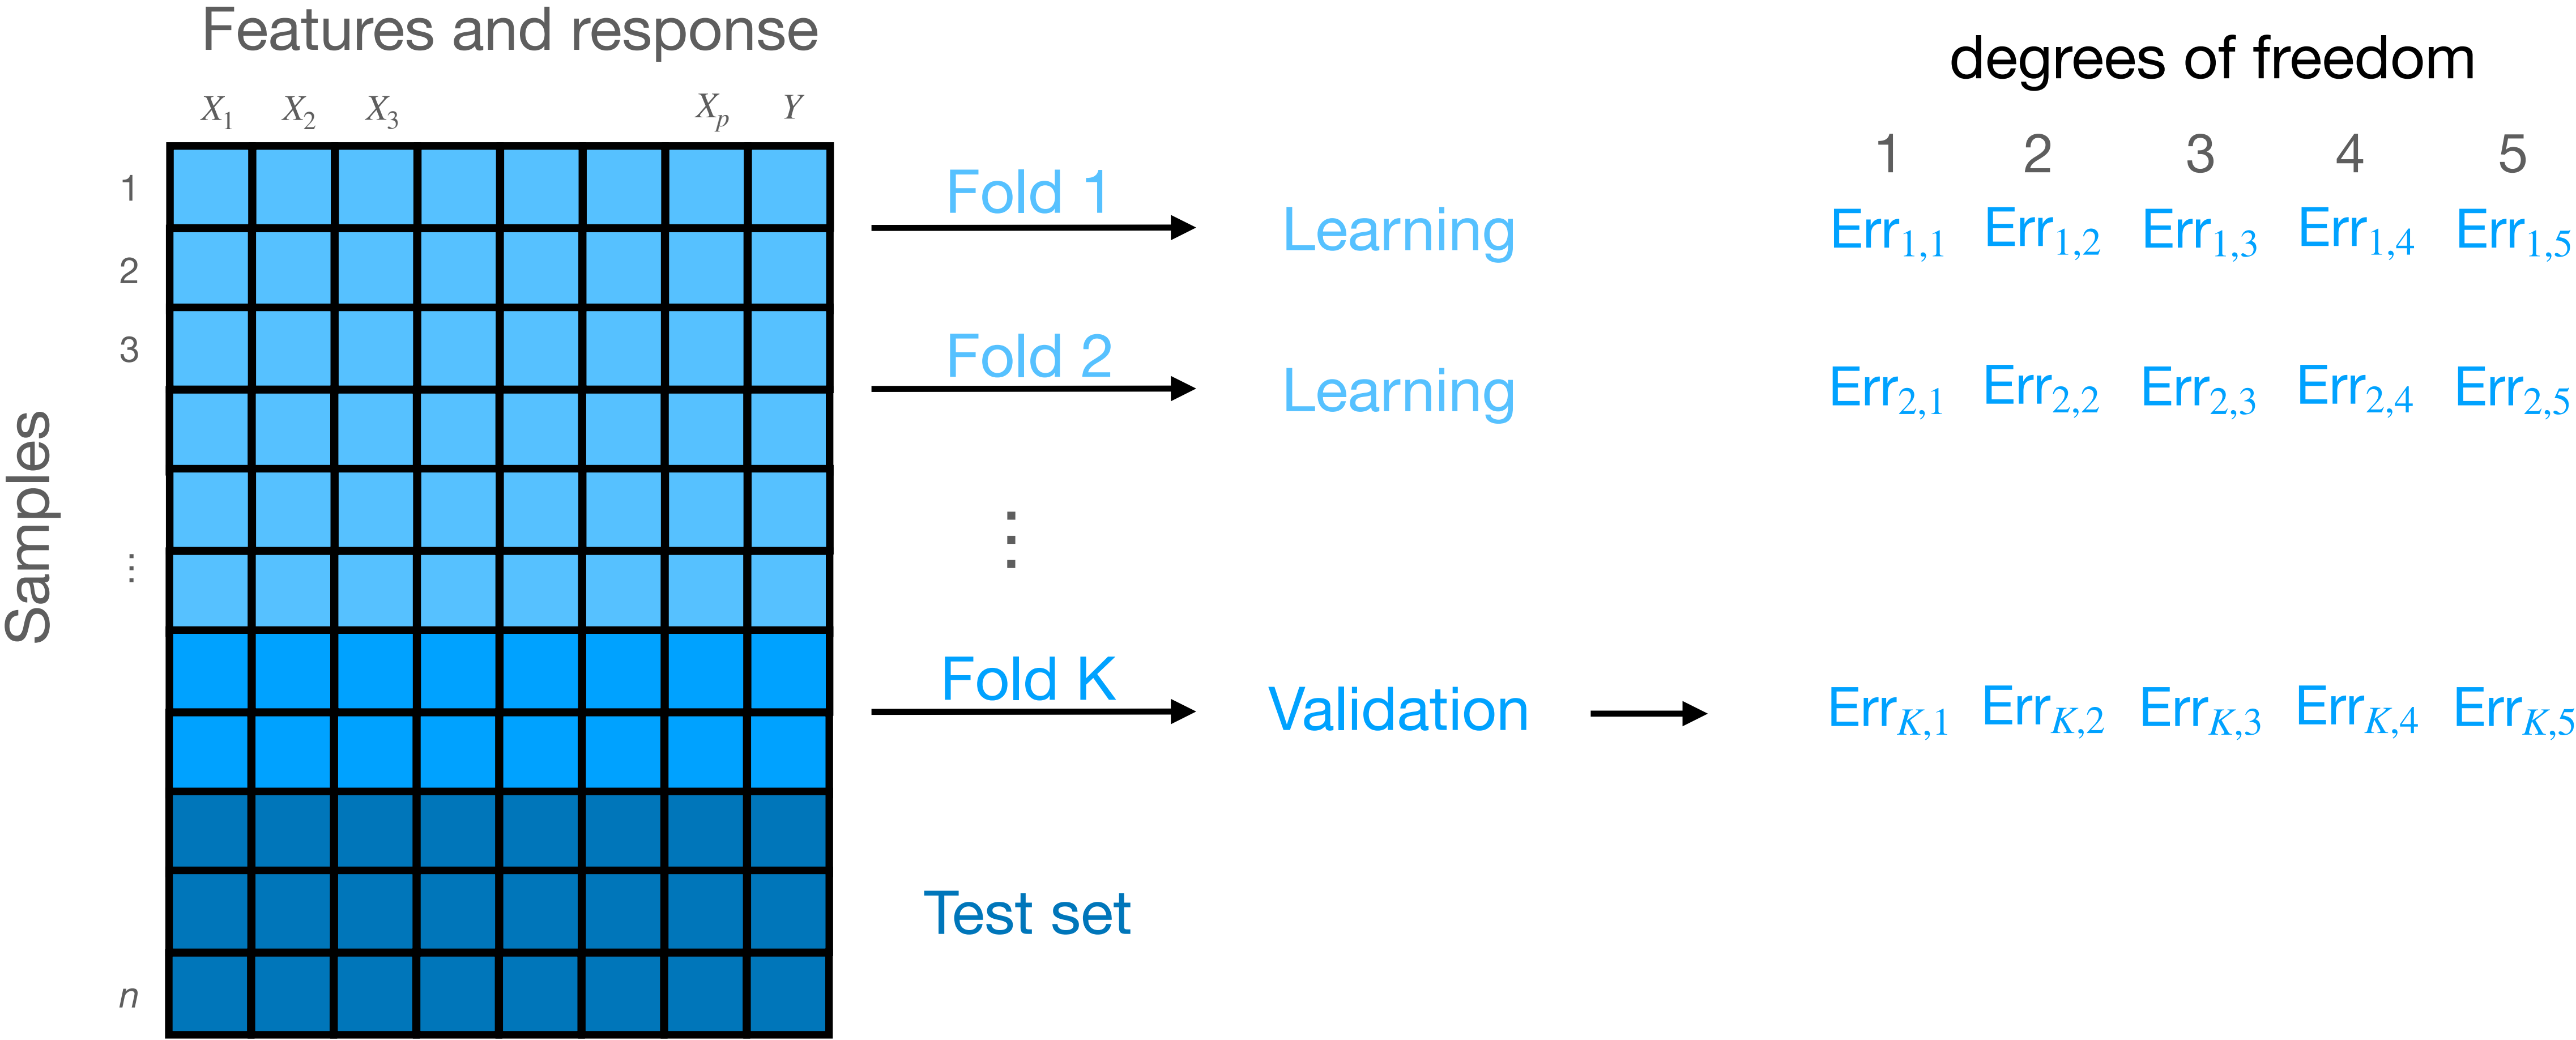 Features and response
degrees of freedom
X1 X2 X3 Xp Y
1 2 3 4 5
Samples
1
2
3
⋮
n
Fold 1
Learning
Err1,1 Err1,2 Err1,3 Err1,4 Err1,5
Fold 2
Learning
Err2,1 Err2,2 Err2,3 Err2,4 Err2,5
⋮
Fold K
Validation
ErrK,1 ErrK,2 ErrK,3 ErrK,4 ErrK,5
Test set